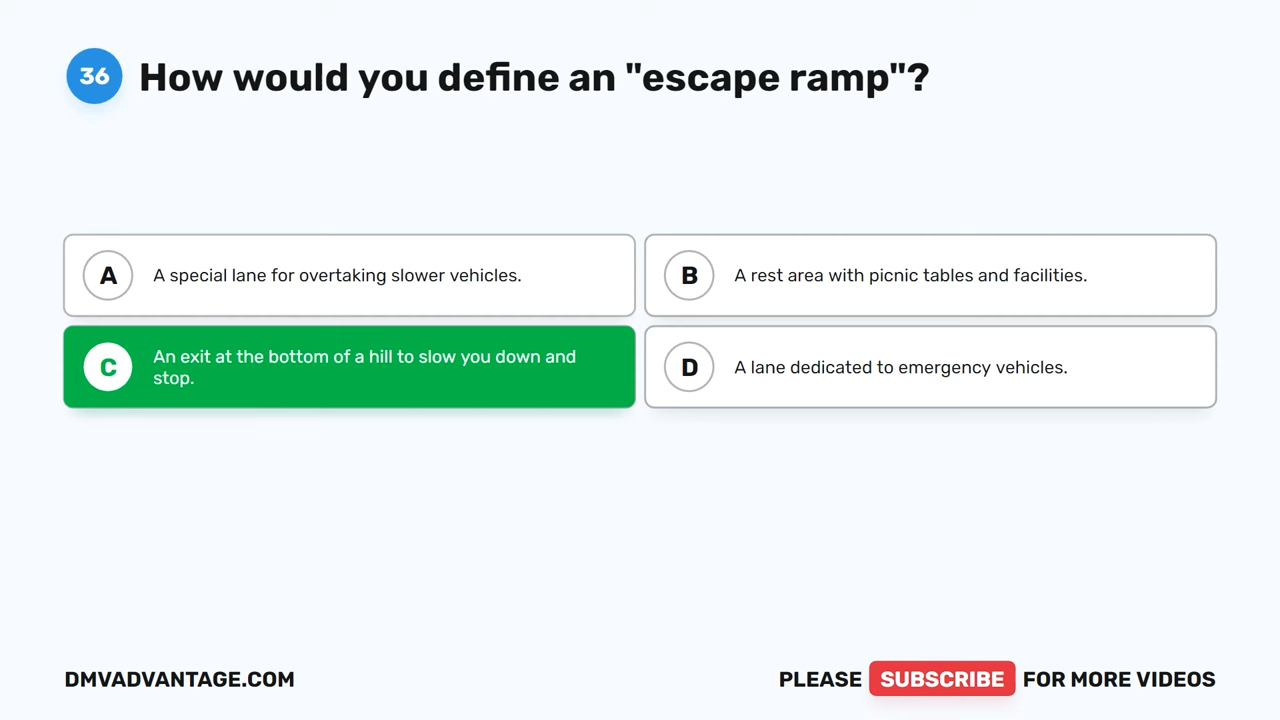 36 How would you define an "escape ramp"?
A A special lane for overtaking slower vehicles.
B A rest area with picnic tables and facilities.
C An exit at the bottom of a hill to slow you down and
stop.
D A lane dedicated to emergency vehicles.
DMVADVANTAGE.COM
PLEASE SUBSCRIBE FOR MORE VIDEOS